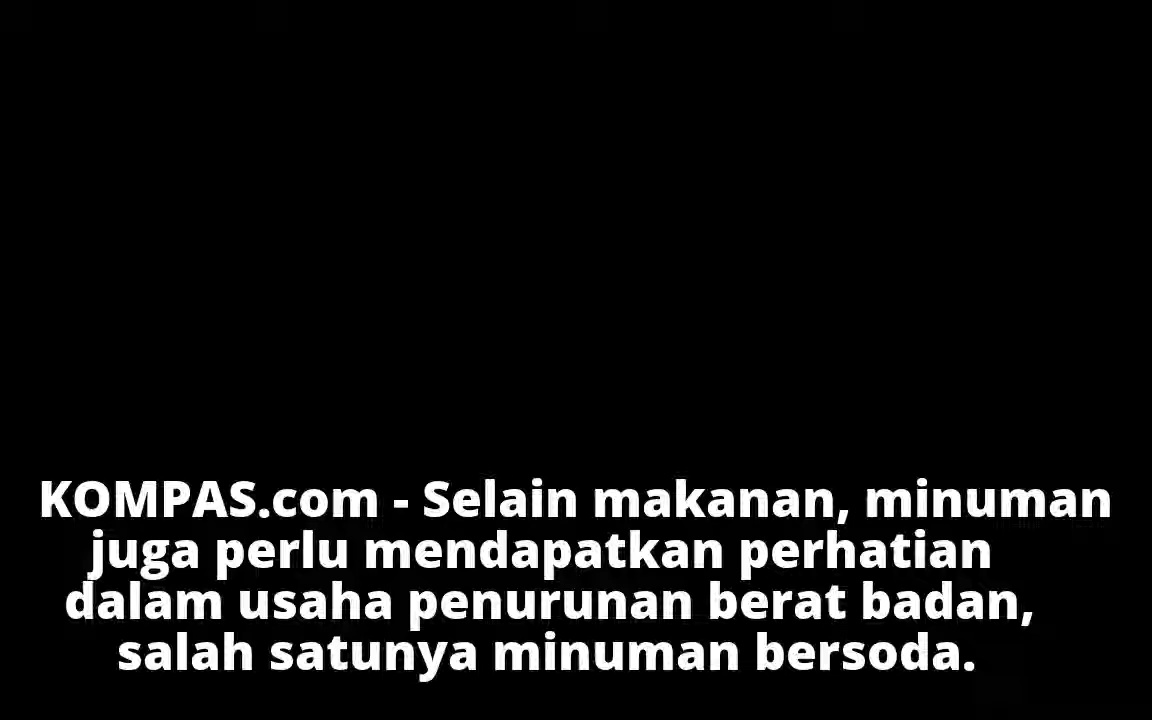 KOMPAS.com - Selain makanan, minuman
juga perlu mendapatkan perhatian
dalam usaha penurunan berat badan,
salah satunya minuman bersoda.